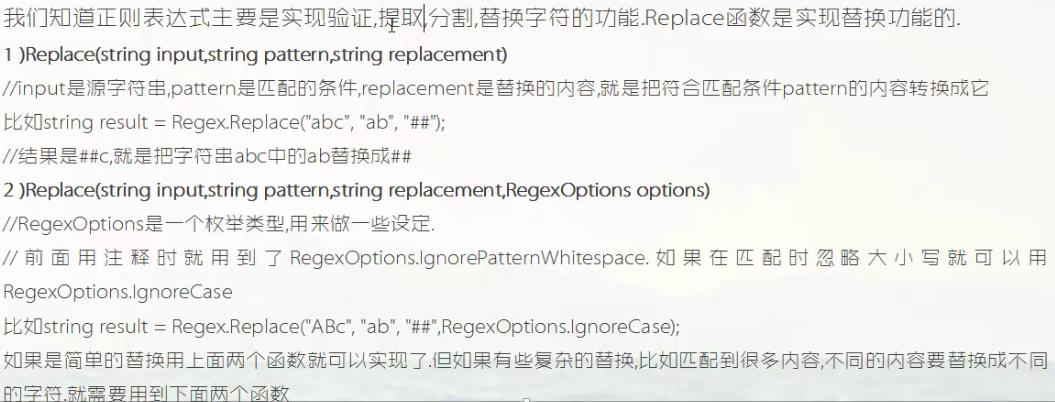 我们知道正则表达式主要是实现验证,提取,分割,替换字符的功能.Replace函数是实现替换功能的.
1 )Replace(string input,string pattern,string replacement)
//input是源字符串,pattern是匹配的条件,replacement是替换的内容,就是把符合匹配条件pattern的内容转换成它
比如string result = Regex.Replace("abc", "ab", "##");
//结果是##c,就是把字符串abc中的ab替换成##
2 )Replace(string input,string pattern,string replacement,RegexOptions options)
//RegexOptions是一个枚举类型,用来做一些设定.
//前面用注释时就用到了RegexOptions.IgnorePatternWhitespace.如果在匹配时忽略大小写就可以用
RegexOptions.IgnoreCase
比如string result = Regex.Replace("ABc", "ab", "##",RegexOptions.IgnoreCase);
如果是简单的替换用上面两个函数就可以实现了.但如果有些复杂的替换,比如匹配到很多内容,不同的内容要替换成不同
的字符.就需要用到下面两个函数